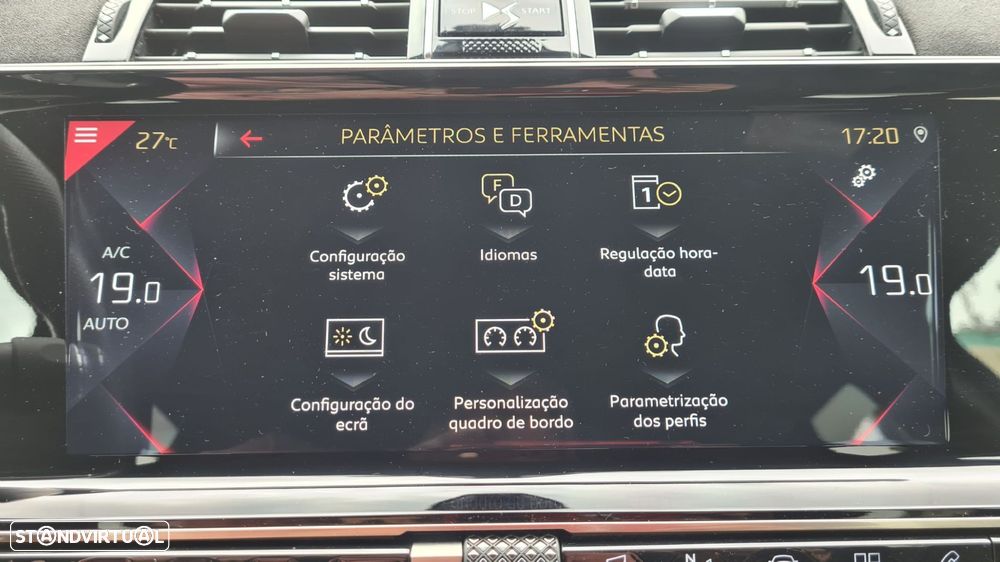 STOP DS START
27°C
PARÂMETROS E FERRAMENTAS
17:20
F
D
1
Configuração
sistema
Idiomas
Regulação hora-
data
A/C
19.0
AUTO
19.0
Configuração do
ecrã
Personalização
quadro de bordo
Parametrização
dos perfis
STANDVIRTUAL
N